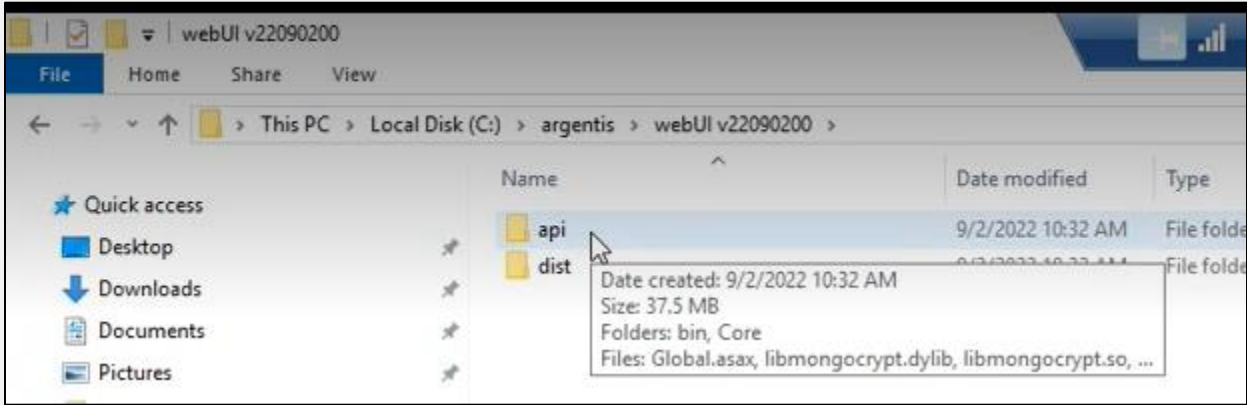 webUI v22090200
File Home Share View
This PC > Local Disk (C:) > argentis > webUI v22090200 >
Name Date modified Type
Quick access
Desktop
Downloads
Documents
Pictures
api 9/2/2022 10:32 AM File folde
dist File folde
Date created: 9/2/2022 10:32 AM
Size: 37.5 MB
Folders: bin, Core
Files: Global.asax, libmongocrypt.dylib, libmongocrypt.so, ...